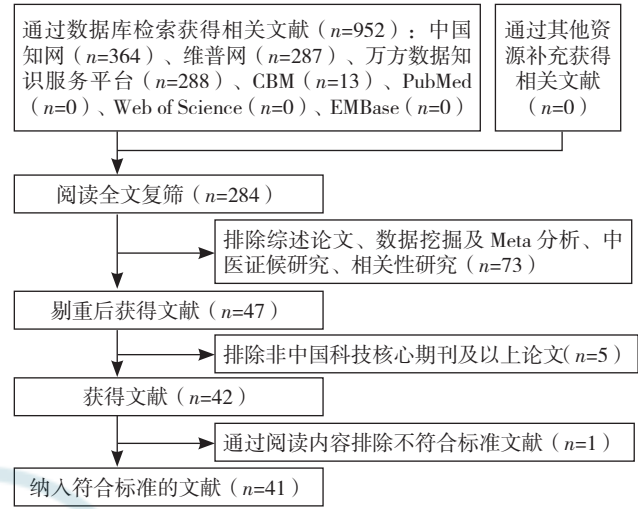 通过数据库检索获得相关文献（n=952）：中国
知网（n=364）、维普网（n=287）、万方数据知
识服务平台（n=288）、CBM（n=13）、PubMed
（n=0）、Web of Science（n=0）、EMBase（n=0）
通过其他资
源补充获得
相关文献
（n=0）
阅读全文复筛（n=284）
排除综述论文、数据挖掘及 Meta 分析、中
医证候研究、相关性研究（n=73）
剔重后获得文献（n=47）
排除非中国科技核心期刊及以上论文（n=5）
获得文献（n=42）
通过阅读内容排除不符合标准文献（n=1）
纳入符合标准的文献（n=41）